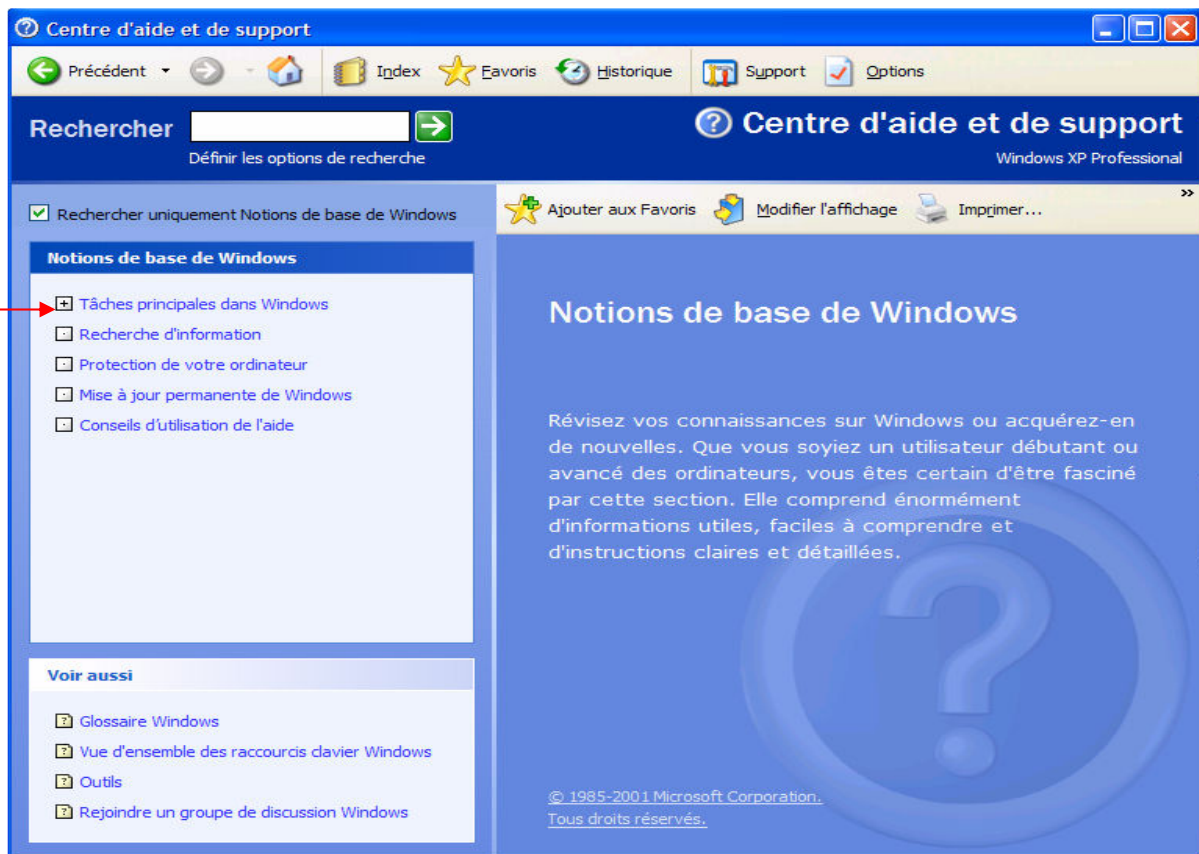 Centre d'aide et de support
Précédent Index Favoris Historique Support Options
Rechercher
Définir les options de recherche
Centre d'aide et de support
Windows XP Professional
Rechercher uniquement Notions de base de Windows
Notions de base de Windows
Tâches principales dans Windows
Recherche d'information
Protection de votre ordinateur
Mise à jour permanente de Windows
Conseils d'utilisation de l'aide
Voir aussi
Glossaire Windows
Vue d'ensemble des raccourcis clavier Windows
Outils
Rejoindre un groupe de discussion Windows
Ajouter aux Favoris Modifier l'affichage Imprimer... »
Notions de base de Windows
Révisez vos connaissances sur Windows ou acquérez-en
de nouvelles. Que vous soyiez un utilisateur débutant ou
avancé des ordinateurs, vous êtes certain d'être fasciné
par cette section. Elle comprend énormément
d'informations utiles, faciles à comprendre et
d'instructions claires et détaillées.
© 1985-2001 Microsoft Corporation.
Tous droits réservés.